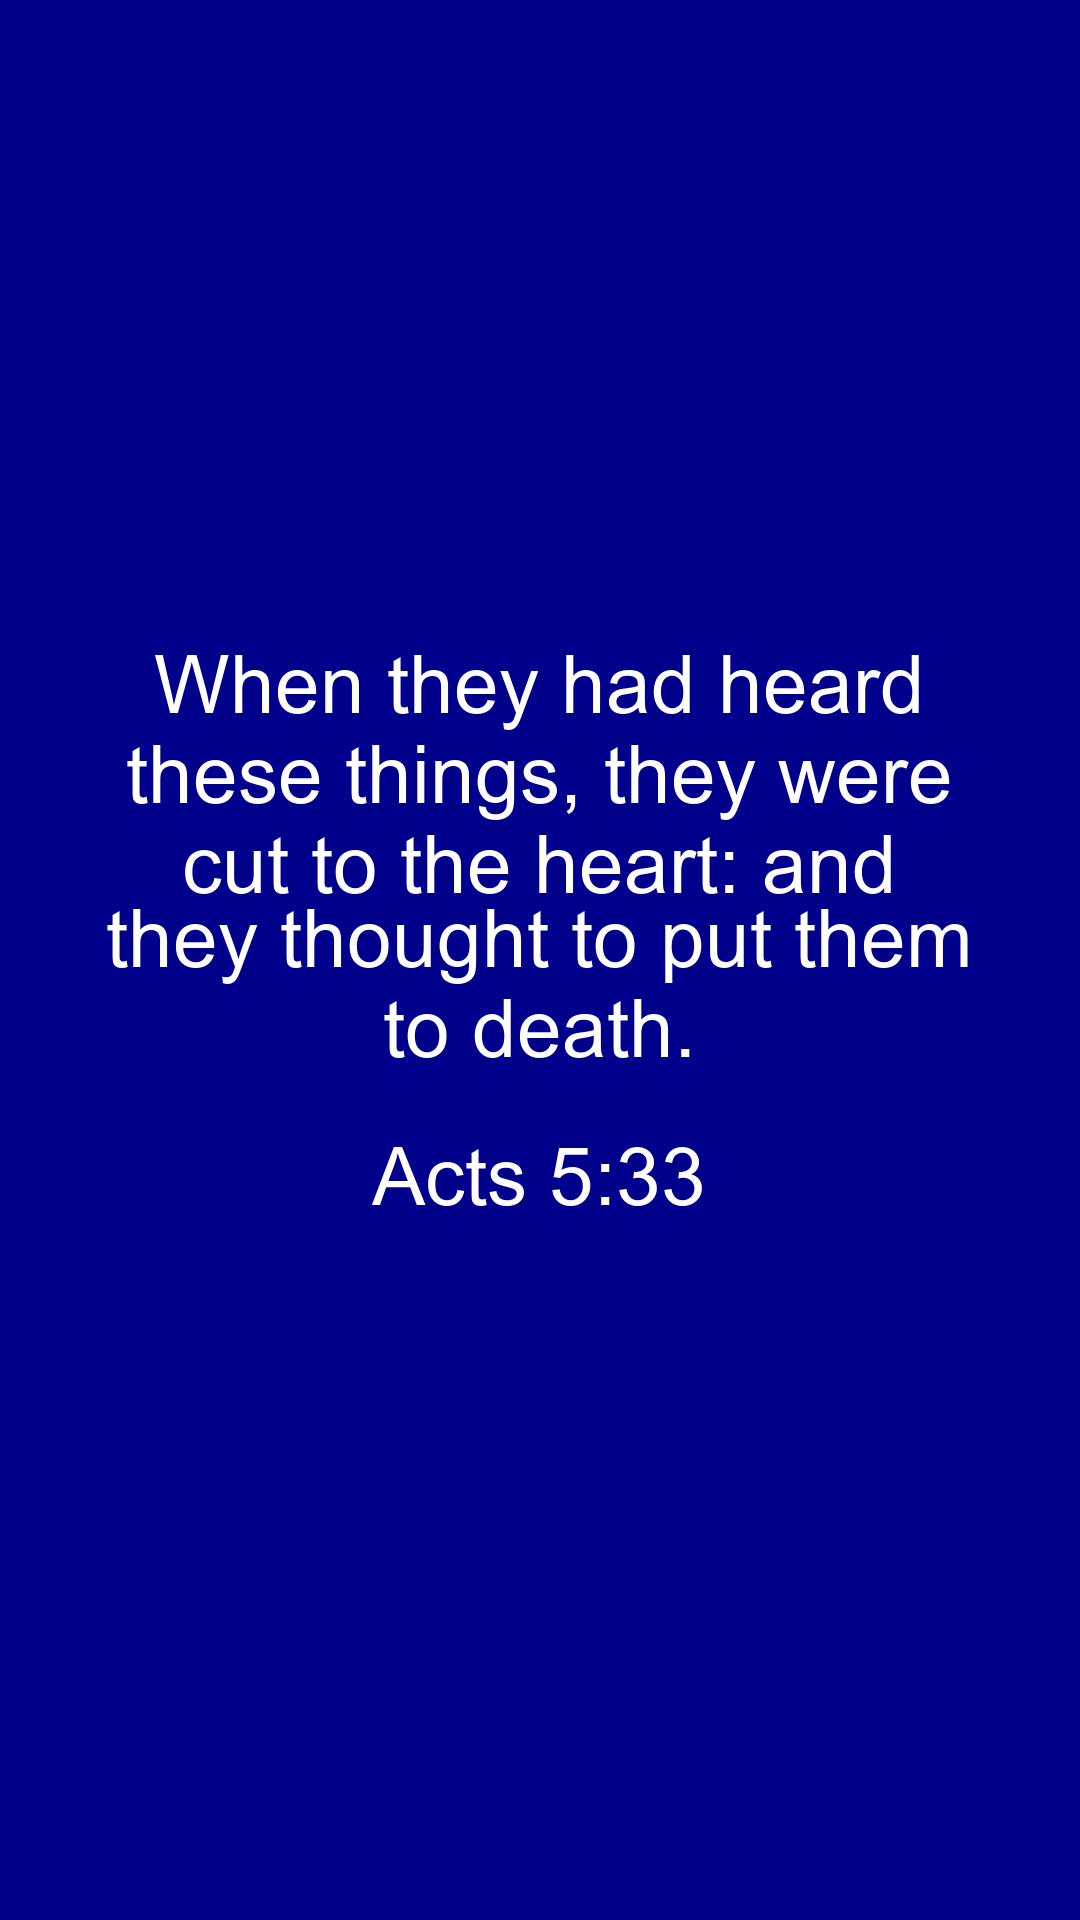 When they had heard
these things, they were
cut to the heart: and
they thought to put them
to death.
Acts 5:33